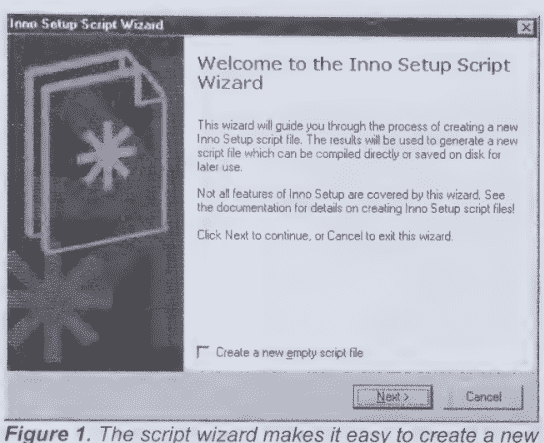 Inno Setup Script Wizard
Welcome to the Inno Setup Script
Wizard
This wizard will guide you through the process of creating a new
Inno Setup script file. The results will be used to generate a new
script file which can be compiled directly or saved on disk for
later use.
Not all features of Inno Setup are covered by this wizard. See
the documentation for details on creating Inno Setup script files!
Click Next to continue, or Cancel to exit this wizard.
Create a new empty script file
Next >
Cancel
Figure 1. The script wizard makes it easy to create a new